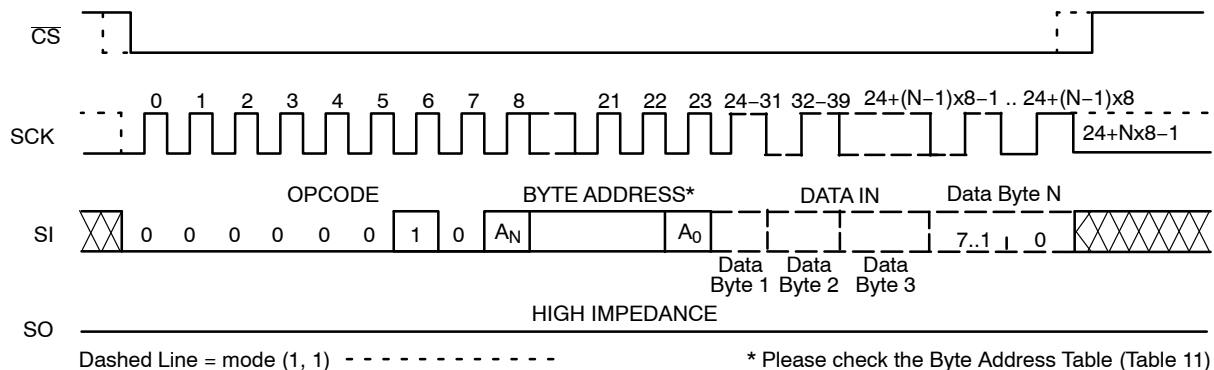 CS
0 1 2 3 4 5 6 7 8 21 22 23 24–31 32–39 24+(N–1)x8–1 .. 24+(N–1)x8
SCK
24+Nx8–1
OPCODE BYTE ADDRESS* DATA IN Data Byte N
SI 0 0 0 0 0 0 1 0 AN A0 7..1 0
Data Byte 1
Data Byte 2
Data Byte 3
HIGH IMPEDANCE
SO
Dashed Line = mode (1, 1) * Please check the Byte Address Table (Table 11)